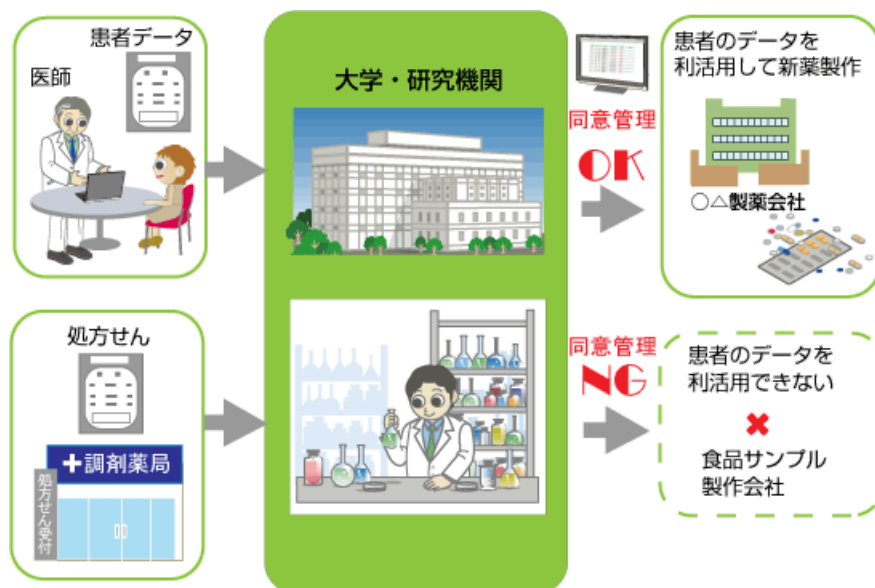 患者データ
医師
処方せん
+調剤薬局
処方せん受付
大学・研究機関
同意管理
OK
患者のデータを
利活用して新薬製作
○△製薬会社
同意管理
NG
患者のデータを
利活用できない
✖
食品サンプル
製作会社